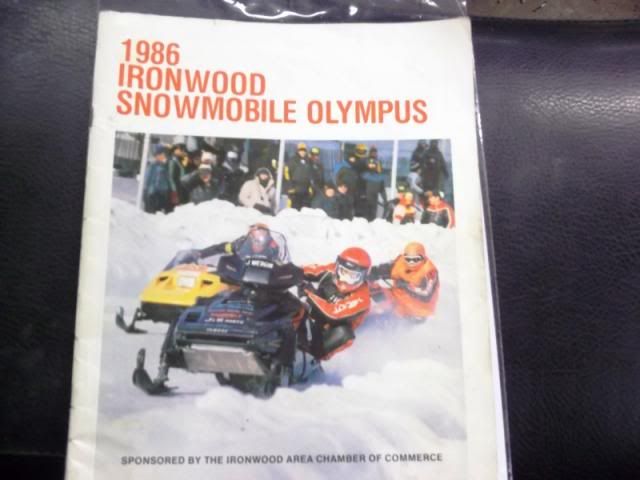 1986
IRONWOOD
SNOWMOBILE OLYMPUS
SPONSORED BY THE IRONWOOD AREA CHAMBER OF COMMERCE